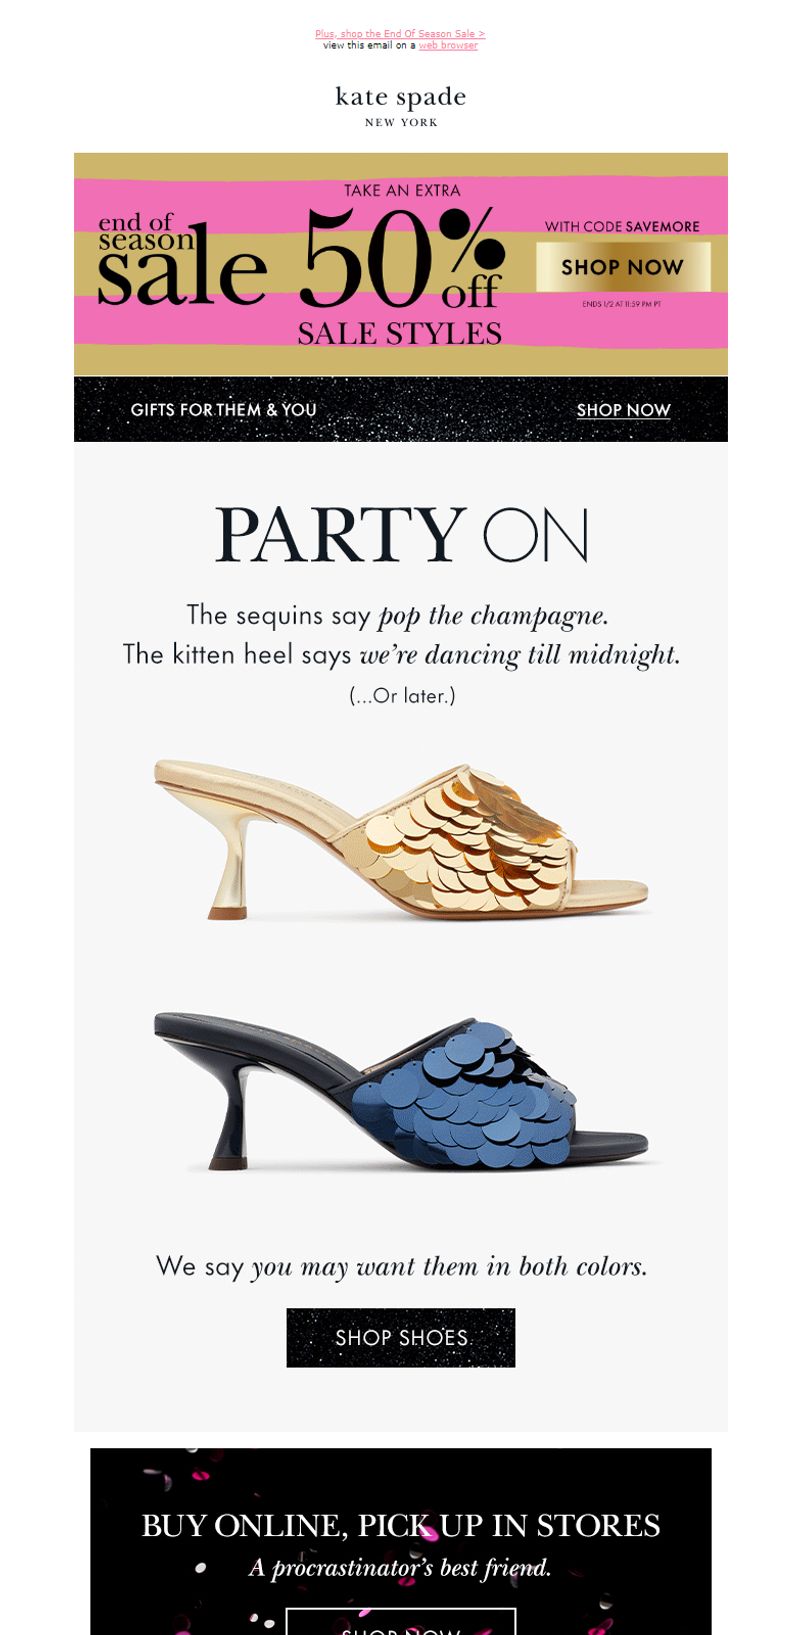 Plus, shop the End Of Season Sale >
view this email on a web browser
kate spade
NEW YORK
end of
season
sale
TAKE AN EXTRA
50% off
SALE STYLES
WITH CODE SAVEMORE
SHOP NOW
ENDS 1/2 AT 11:59 PM PT
GIFTS FOR THEM & YOU
SHOP NOW
PARTY ON
The sequins say pop the champagne.
The kitten heel says we're dancing till midnight.
(...Or later.)
We say you may want them in both colors.
SHOP SHOES
BUY ONLINE, PICK UP IN STORES
A procrastinator's best friend.
SHOP NOW